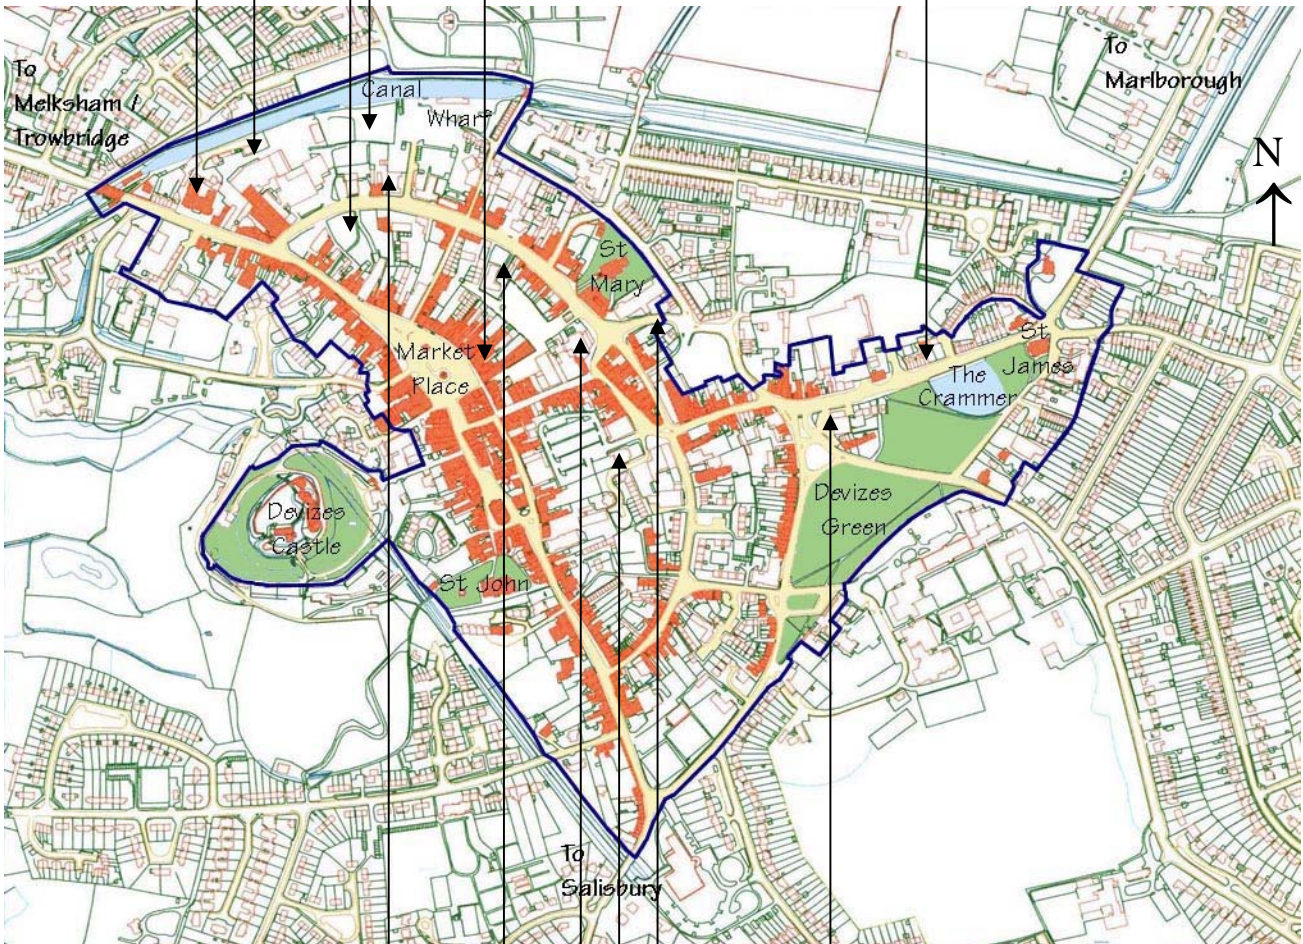 To
Melksham /
Trowbridge
Canal
Wharf
To
Marlborough
N
St
Mary
Market
Place
St
James
The
Crammer
Devizes
Green
Devizes
Castle
St John
To
Salisbury